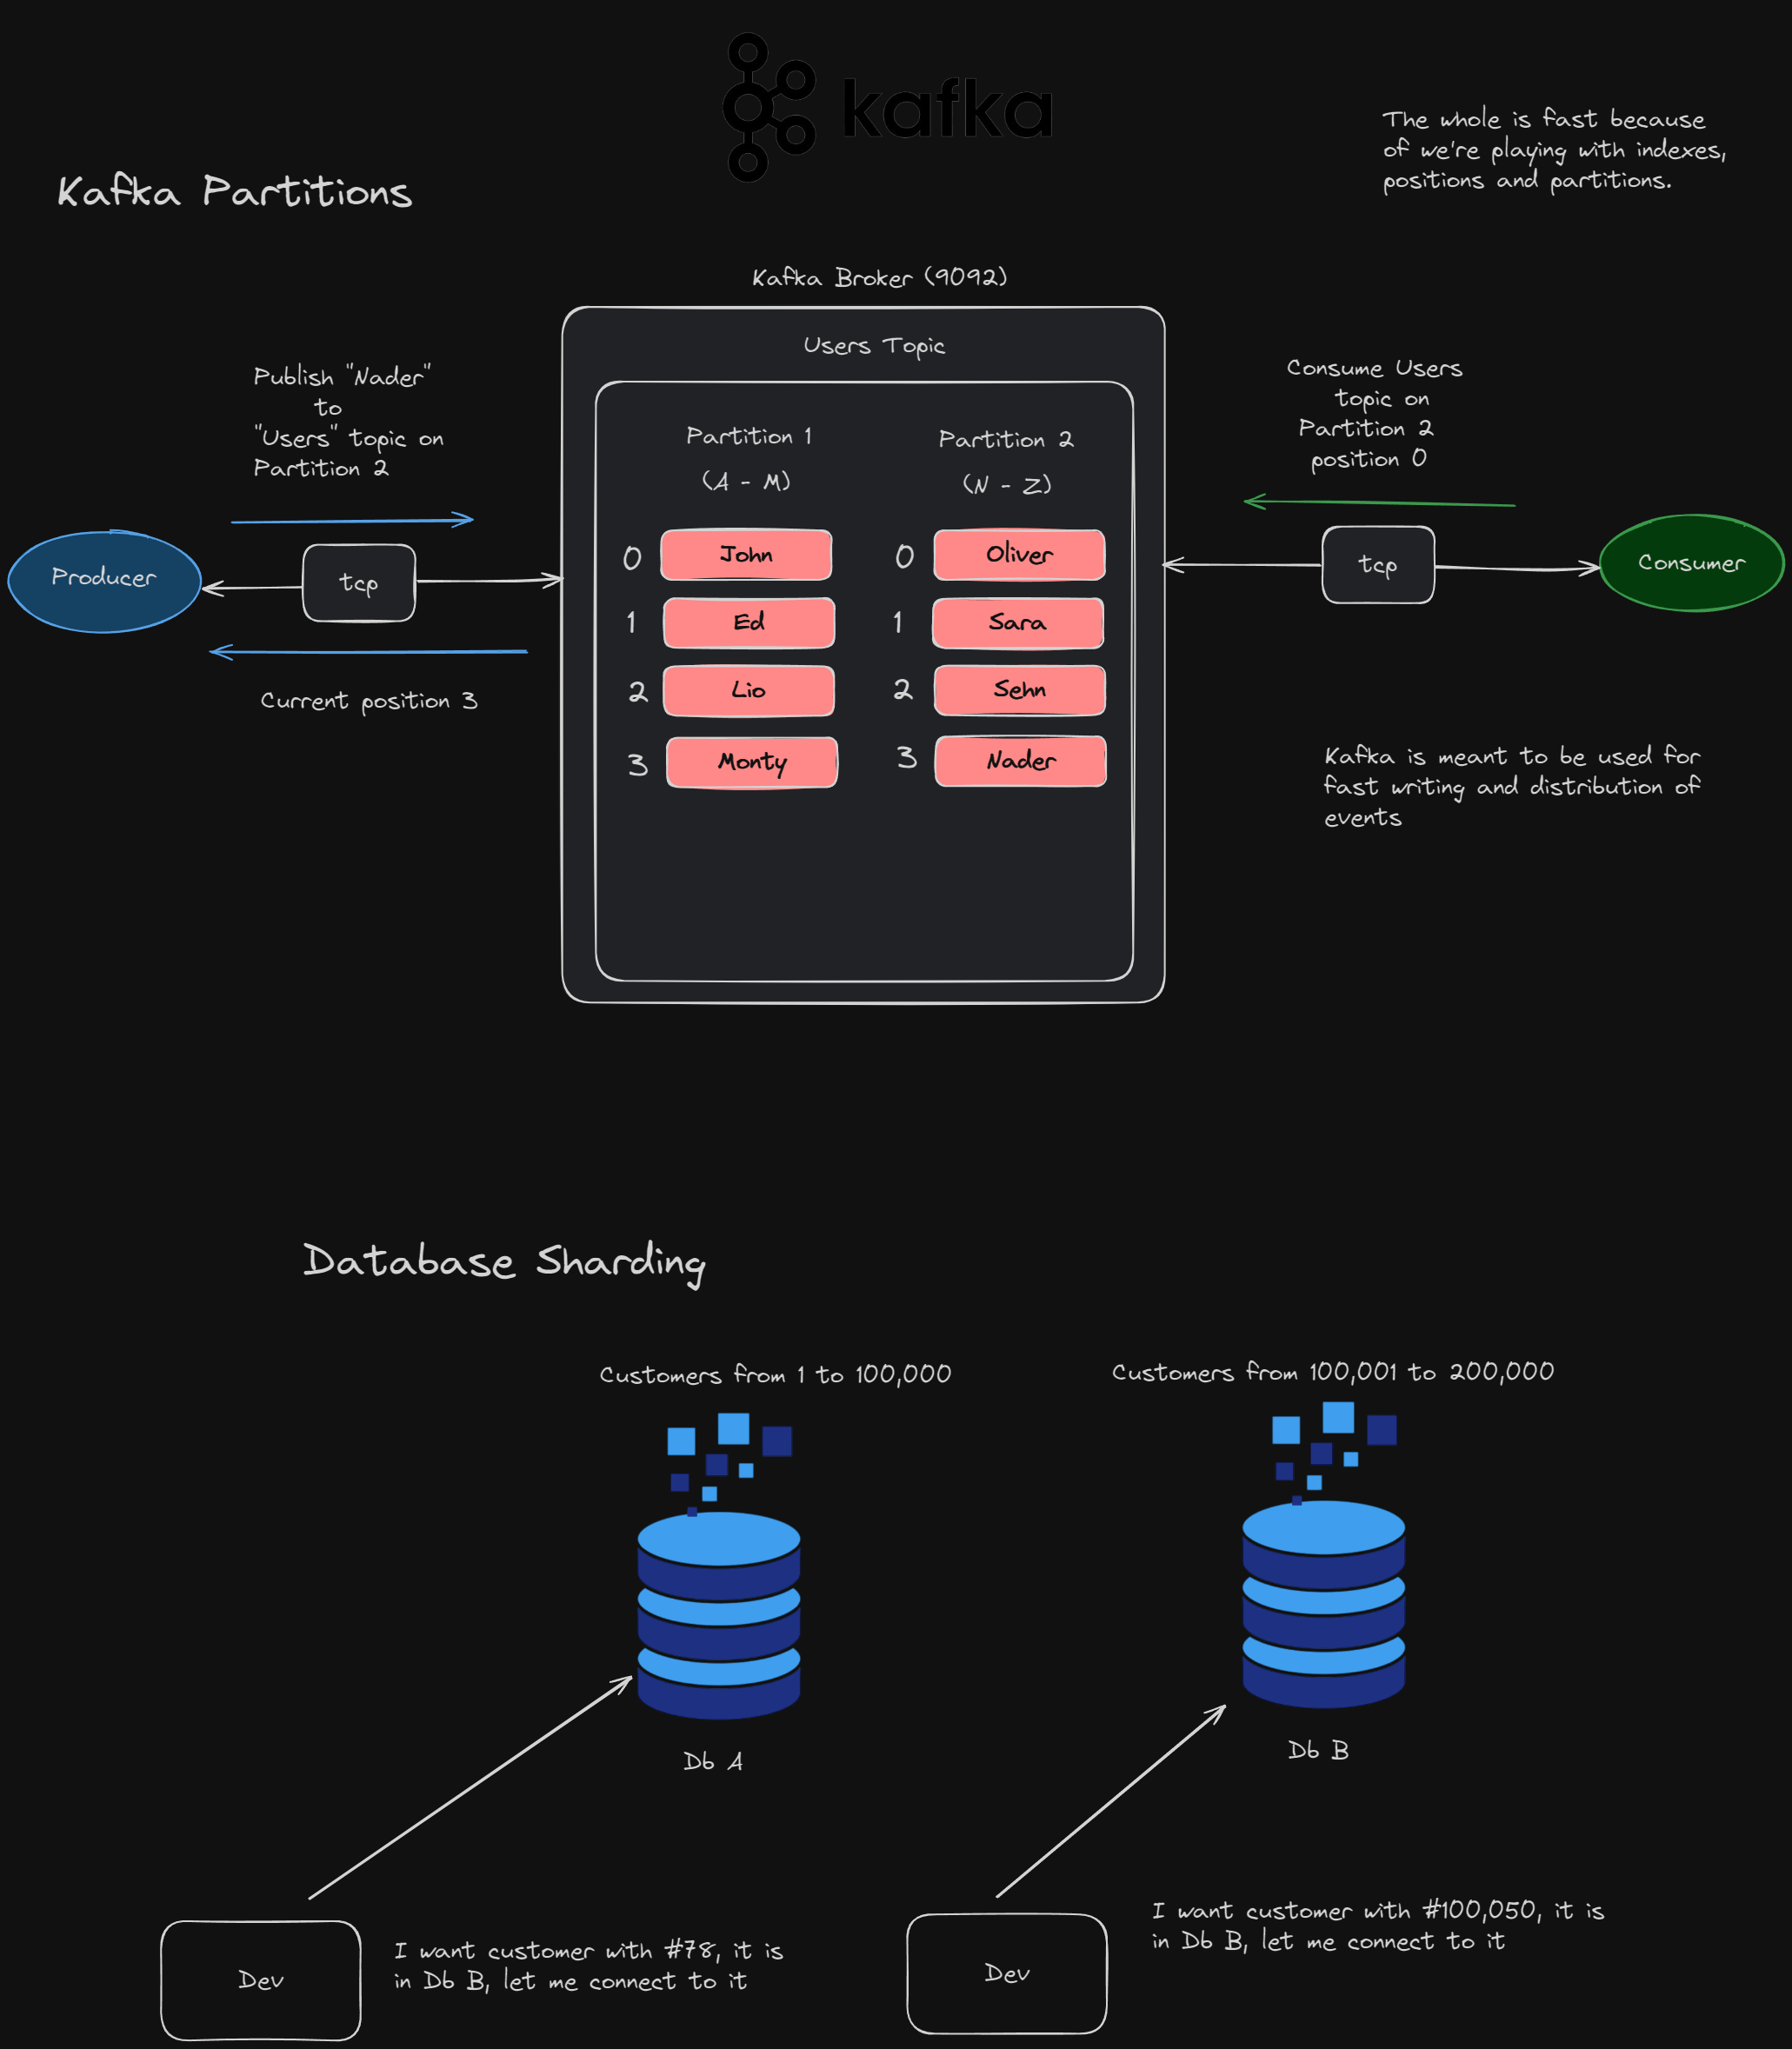 kafka
The whole is fast because
of we're playing with indexes,
positions and partitions.
Kafka Partitions
Kafka Broker (9092)
Users Topic
Publish "Nader"
to
"Users" topic on
Partition 2
Consume Users
topic on
Partition 2
position 0
Partition 1
(A - M)
Partition 2
(N - Z)
Producer
tcp
0 John
1 Ed
2 Lio
3 Monty
0 Oliver
1 Sara
2 Sehn
3 Nader
tcp
Consumer
Current position 3
Kafka is meant to be used for
fast writing and distribution of
events
Database Sharding
Customers from 1 to 100,000
Customers from 100,001 to 200,000
Db A
Db B
Dev
I want customer with #78, it is
in Db B, let me connect to it
Dev
I want customer with #100,050, it is
in Db B, let me connect to it